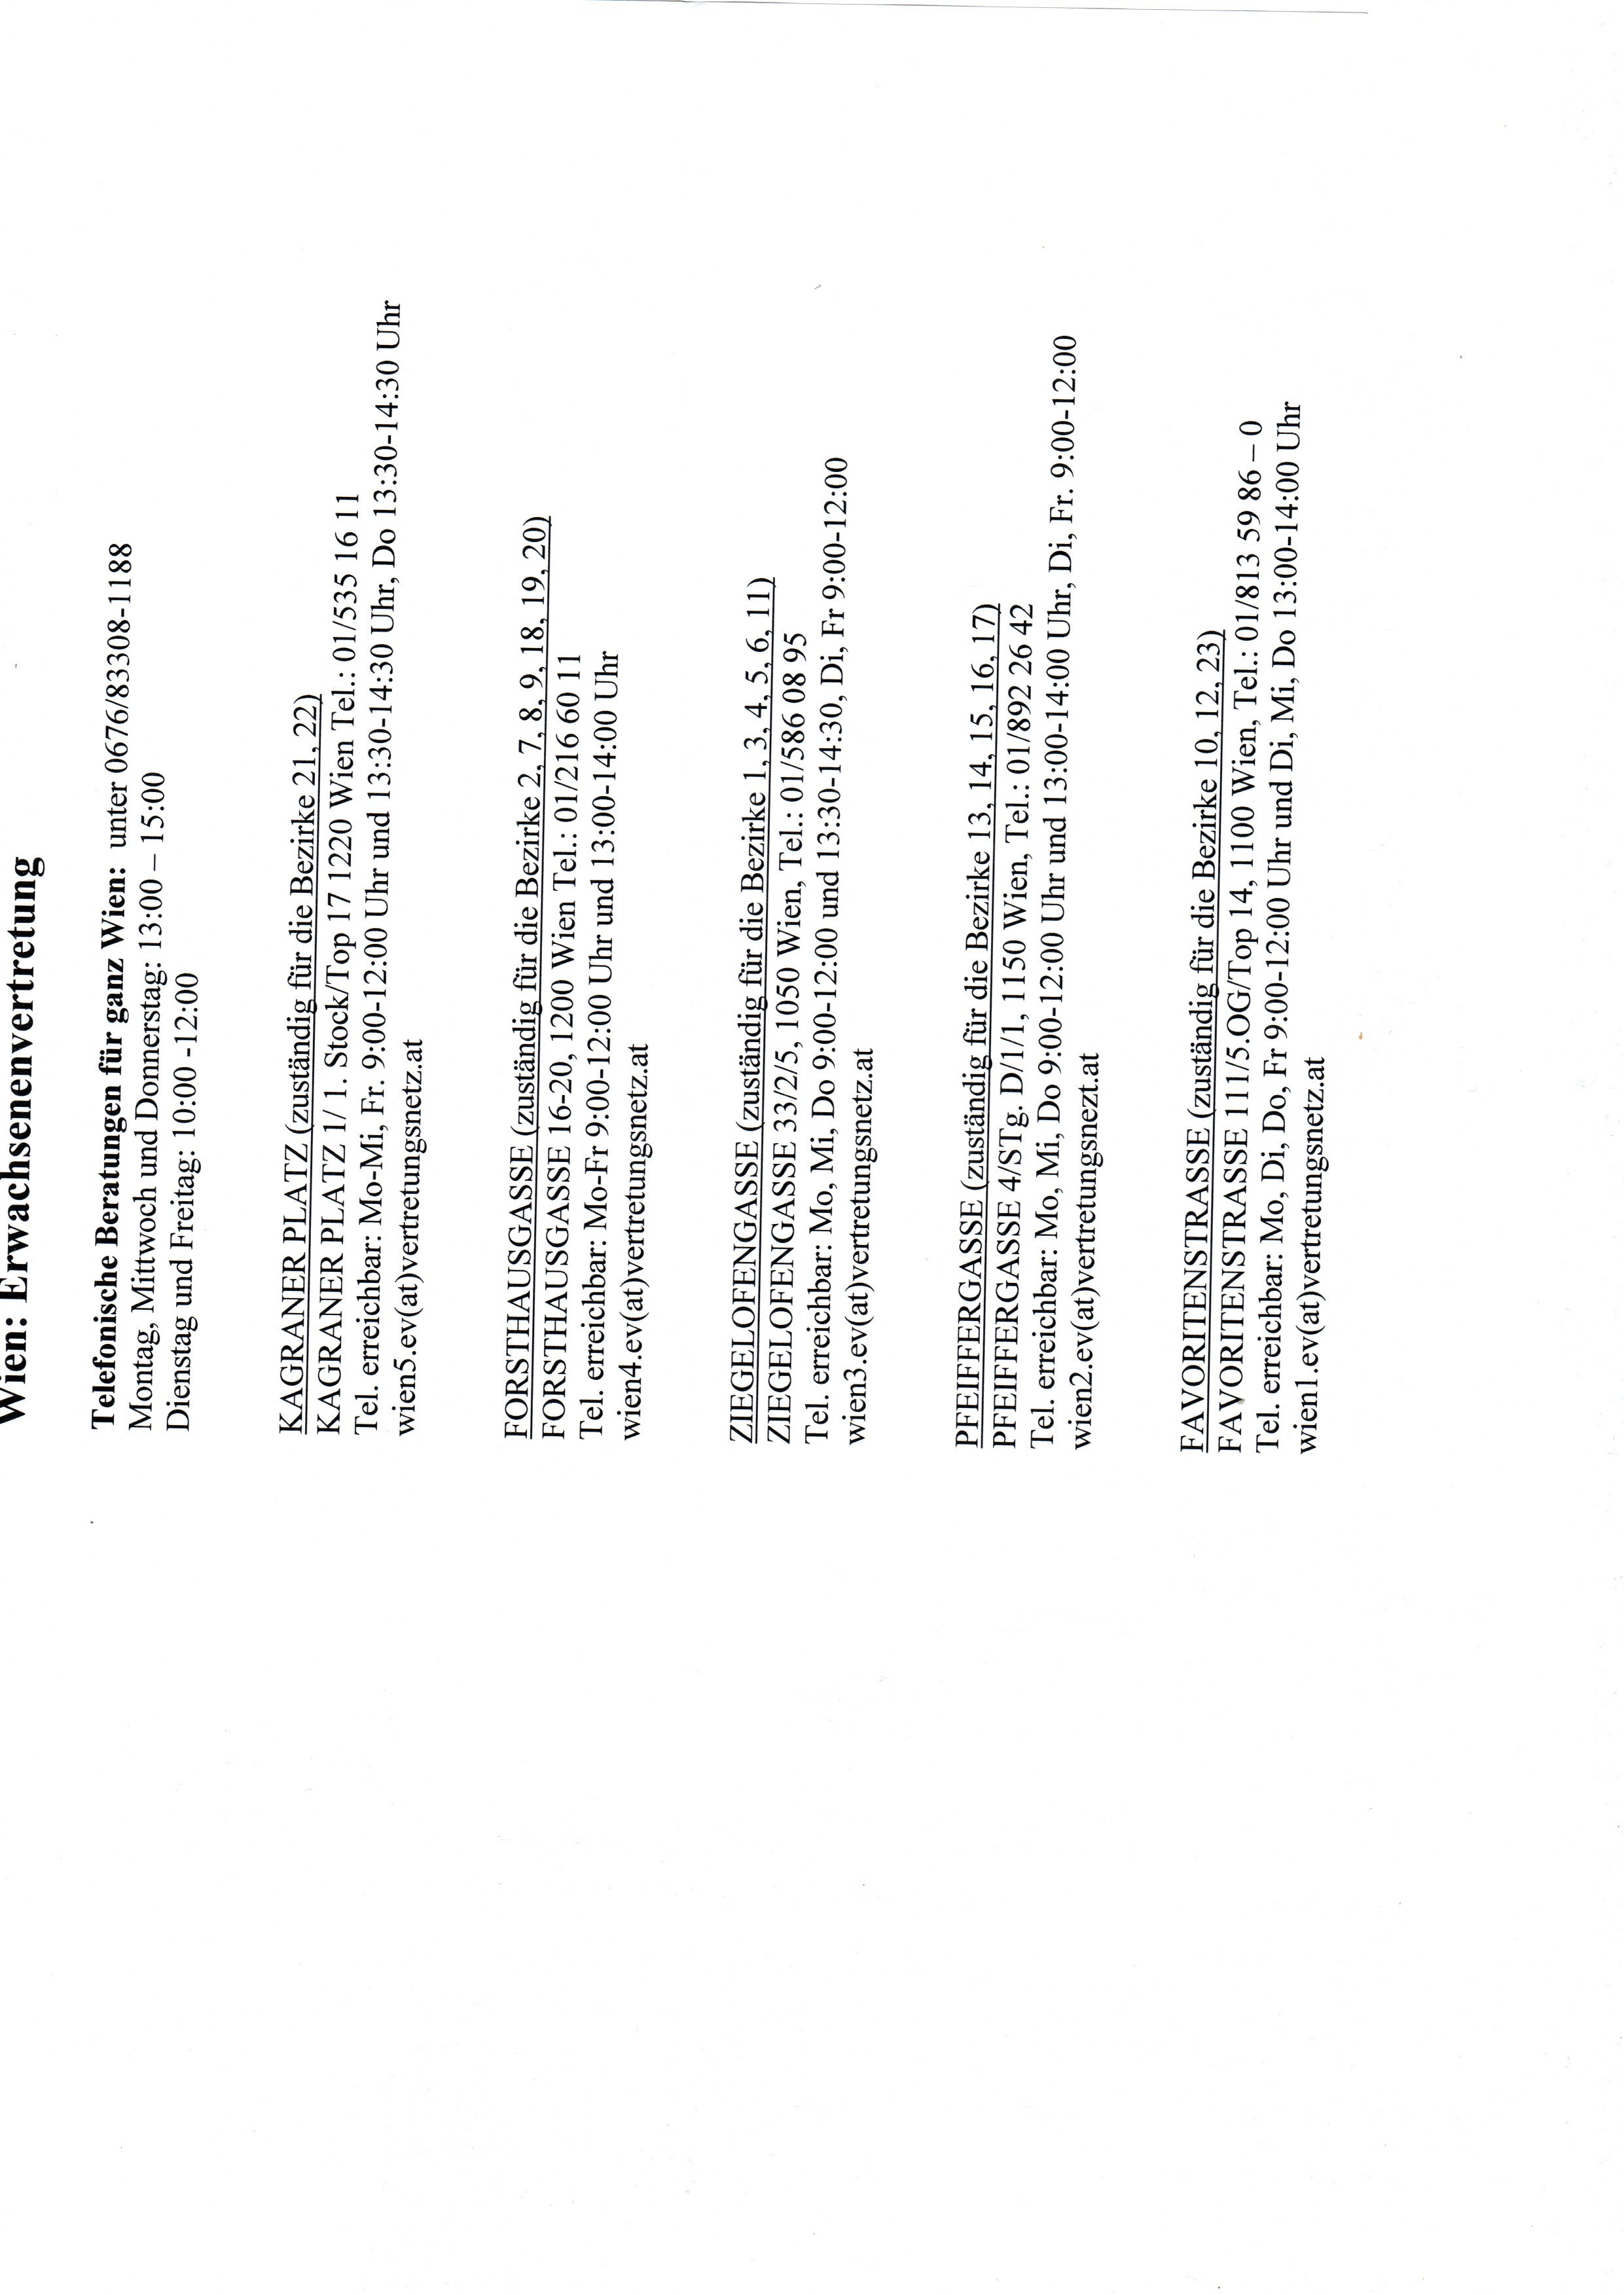 Wien: Erwachsenenvertretung
Telefonische Beratungen für ganz Wien: unter 0676/83308-1188
Montag, Mittwoch und Donnerstag: 13:00 – 15:00
Dienstag und Freitag: 10:00 -12:00
KAGRANER PLATZ (zuständig für die Bezirke 21, 22)
KAGRANER PLATZ 1/ 1. Stock/Top 17 1220 Wien Tel.: 01/535 16 11
Tel. erreichbar: Mo-Mi, Fr. 9:00-12:00 Uhr und 13:30-14:30 Uhr, Do 13:30-14:30 Uhr
wien5.ev(at)vertretungsnetz.at
FORSTHAUSGASSE (zuständig für die Bezirke 2, 7, 8, 9, 18, 19, 20)
FORSTHAUSGASSE 16-20, 1200 Wien Tel.: 01/216 60 11
Tel. erreichbar: Mo-Fr 9:00-12:00 Uhr und 13:00-14:00 Uhr
wien4.ev(at)vertretungsnetz.at
ZIEGELOFENGASSE (zuständig für die Bezirke 1, 3, 4, 5, 6, 11)
ZIEGELOFENGASSE 33/2/5, 1050 Wien, Tel.: 01/586 08 95
Tel. erreichbar: Mo, Mi, Do 9:00-12:00 und 13:30-14:30, Di, Fr 9:00-12:00
wien3.ev(at)vertretungsnetz.at
PFEIFFERGASSE (zuständig für die Bezirke 13, 14, 15, 16, 17)
PFEIFFERGASSE 4/STg. D/1/1, 1150 Wien, Tel.: 01/892 26 42
Tel. erreichbar: Mo, Mi, Do 9:00-12:00 Uhr und 13:00-14:00 Uhr, Di, Fr. 9:00-12:00
wien2.ev(at)vertretungsnezt.at
FAVORITENSTRASSE (zuständig für die Bezirke 10, 12, 23)
FAVORITENSTRASSE 111/5.OG/Top 14, 1100 Wien, Tel.: 01/813 59 86 – 0
Tel. erreichbar: Mo, Di, Do, Fr 9:00-12:00 Uhr und Di, Mi, Do 13:00-14:00 Uhr
wien1.ev(at)vertretungsnetz.at